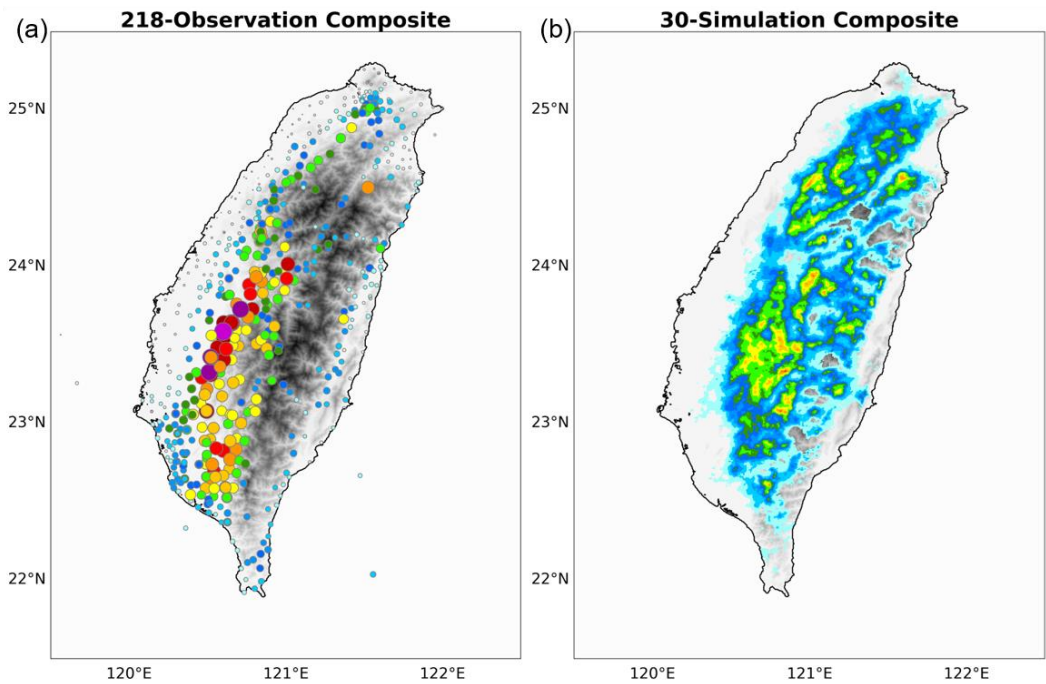 (a) 218-Observation Composite
(b) 30-Simulation Composite
25°N
24°N
23°N
22°N
120°E 121°E 122°E
25°N
24°N
23°N
22°N
120°E 121°E 122°E